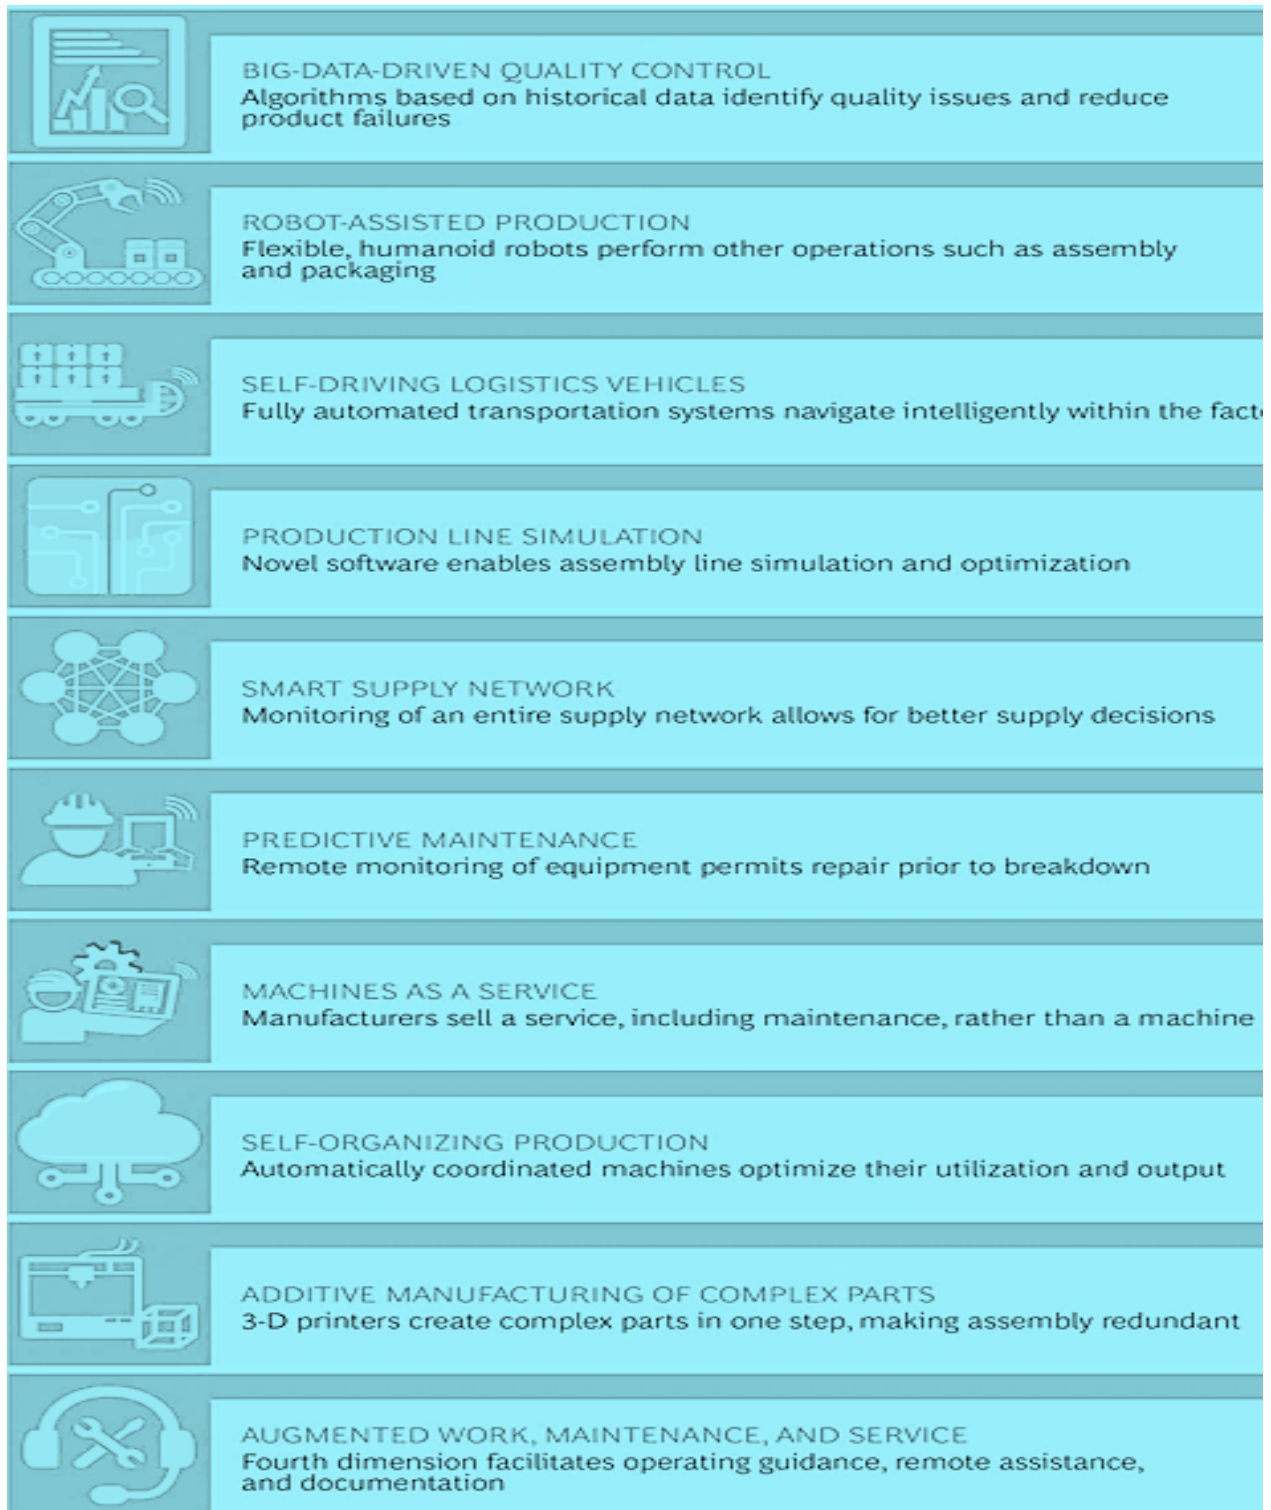 BIG-DATA-DRIVEN QUALITY CONTROL
Algorithms based on historical data identify quality issues and reduce
product failures
ROBOT-ASSISTED PRODUCTION
Flexible, humanoid robots perform other operations such as assembly
and packaging
SELF-DRIVING LOGISTICS VEHICLES
Fully automated transportation systems navigate intelligently within the
PRODUCTION LINE SIMULATION
Novel software enables assembly line simulation and optimization
SMART SUPPLY NETWORK
Monitoring of an entire supply network allows for better supply decisions
PREDICTIVE MAINTENANCE
Remote monitoring of equipment permits repair prior to breakdown
MACHINES AS A SERVICE
Manufacturers sell a service, including maintenance, rather than a machine
SELF-ORGANIZING PRODUCTION
Automatically coordinated machines optimize their utilization and output
ADDITIVE MANUFACTURING OF COMPLEX PARTS
3-D printers create complex parts in one step, making assembly redundant
AUGMENTED WORK, MAINTENANCE, AND SERVICE
Fourth dimension facilitates operating guidance, remote assistance,
and documentation